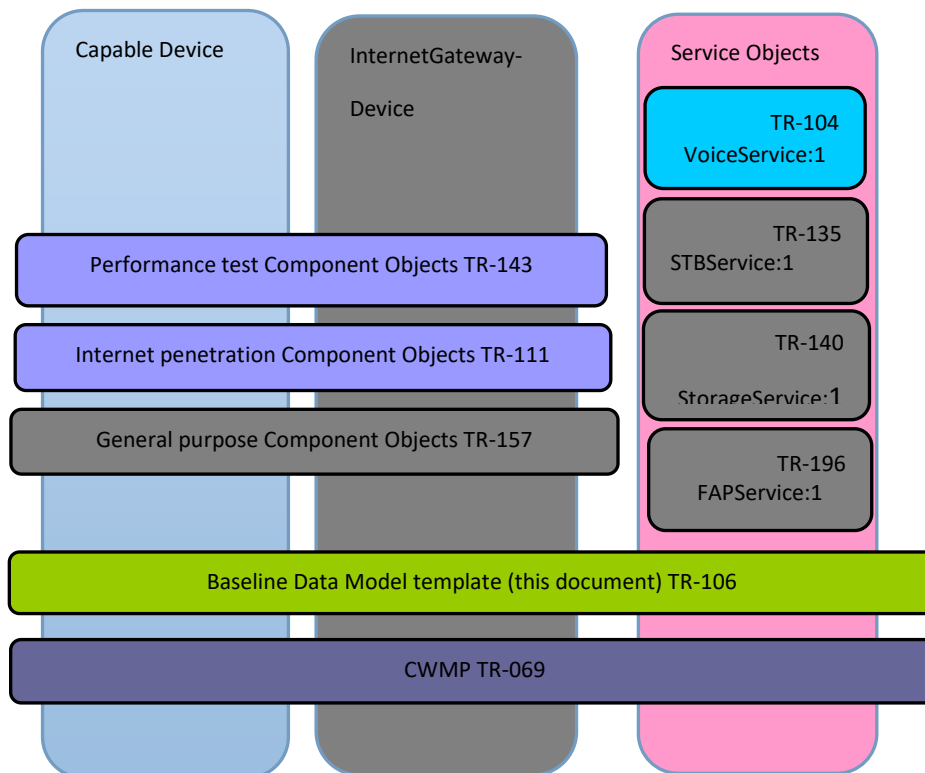 Capable Device
InternetGateway-
Device
Service Objects
TR-104
VoiceService:1
TR-135
STBService:1
TR-140
StorageService:1
TR-196
FAPService:1
Performance test Component Objects TR-143
Internet penetration Component Objects TR-111
General purpose Component Objects TR-157
Baseline Data Model template (this document) TR-106
CWMP TR-069